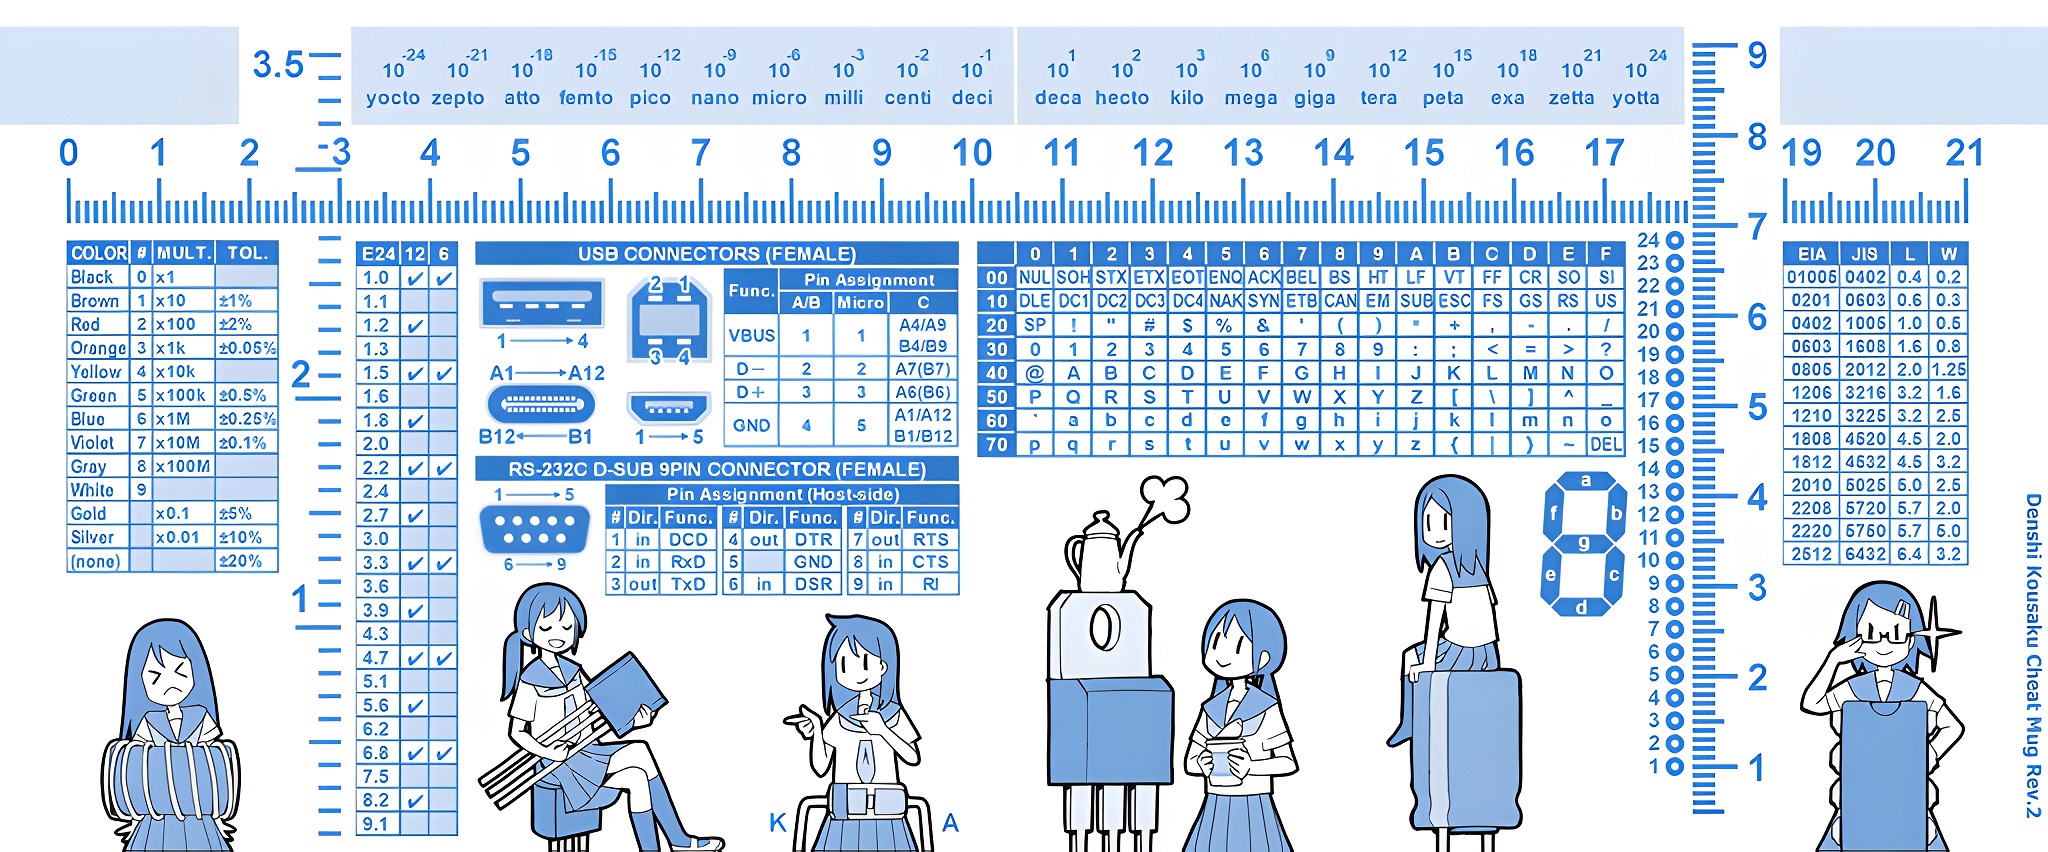 3.5
10-24 10-21 10-18 10-15 10-12 10-9 10-6 10-3 10-2 10-1
yocto zepto atto femto pico nano micro milli centi deci
10 1 10 2 10 3 10 6 10 9 10 12 10 15 10 18 10 21 10 24
deca hecto kilo mega giga tera peta exa zetta yotta
0 1 2 3 4 5 6 7 8 9 10 11 12 13 14 15 16 17 19 20 21
2
1
9
8
7
6
5
4
3
2
1
COLOR # MULT. TOL.
Black 0 x1
Brown 1 x10 ±1%
Red 2 x100 ±2%
Orange 3 x1k ±0.05%
Yellow 4 x10k
Green 5 x100k ±0.5%
Blue 6 x1M ±0.25%
Violet 7 x10M ±0.1%
Gray 8 x100M
White 9
Gold x0.1 ±5%
Silver x0.01 ±10%
(none) ±20%
E24 12 6
1.0 ✓ ✓
1.1
1.2 ✓
1.3
1.5 ✓ ✓
1.6
1.8 ✓
2.0
2.2 ✓ ✓
2.4
2.7 ✓
3.0
3.3 ✓ ✓
3.6
3.9 ✓
4.3
4.7 ✓ ✓
5.1
5.6 ✓
6.2
6.8 ✓ ✓
7.5
8.2 ✓
9.1
USB CONNECTORS (FEMALE)
1 → 4
2 1
3 4
A1 → A12
B12 ← B1
1 → 5
Func. Pin Assignment
A/B Micro C
VBUS 1 1 A4/A9
B4/B9
D− 2 2 A7(B7)
D+ 3 3 A6(B6)
GND 4 5 A1/A12
B1/B12
RS-232C D-SUB 9PIN CONNECTOR (FEMALE)
1 → 5
6 → 9
Pin Assignment (Host-side)
# Dir. Func. # Dir. Func. # Dir. Func.
1 in DCD 4 out DTR 7 out RTS
2 in RxD 5 GND 8 in CTS
3 out TxD 6 in DSR 9 in RI
K A
0 1 2 3 4 5 6 7 8 9 A B C D E F
00 NUL SOH STX ETX EOT ENQ ACK BEL BS HT LF VT FF CR SO SI
10 DLE DC1 DC2 DC3 DC4 NAK SYN ETB CAN EM SUB ESC FS GS RS US
20 SP ! " # $ % & ' ( ) * + , - . /
30 0 1 2 3 4 5 6 7 8 9 : ; < = > ?
40 @ A B C D E F G H I J K L M N O
50 P Q R S T U V W X Y Z [ \ ] ^ _
60 ` a b c d e f g h i j k l m n o
70 p q r s t u v w x y z { | } ~ DEL
a
f b
g
e c
d
24
23
22
21
20
19
18
17
16
15
14
13
12
11
10
9
8
7
6
5
4
3
2
1
EIA JIS L W
01005 0402 0.4 0.2
0201 0603 0.6 0.3
0402 1005 1.0 0.5
0603 1608 1.6 0.8
0805 2012 2.0 1.25
1206 3216 3.2 1.6
1210 3225 3.2 2.5
1808 4520 4.5 2.0
1812 4532 4.5 3.2
2010 5025 5.0 2.5
2208 5720 5.7 2.0
2220 5750 5.7 5.0
2512 6432 6.4 3.2
Denshi Kousaku Cheat Mug Rev.2